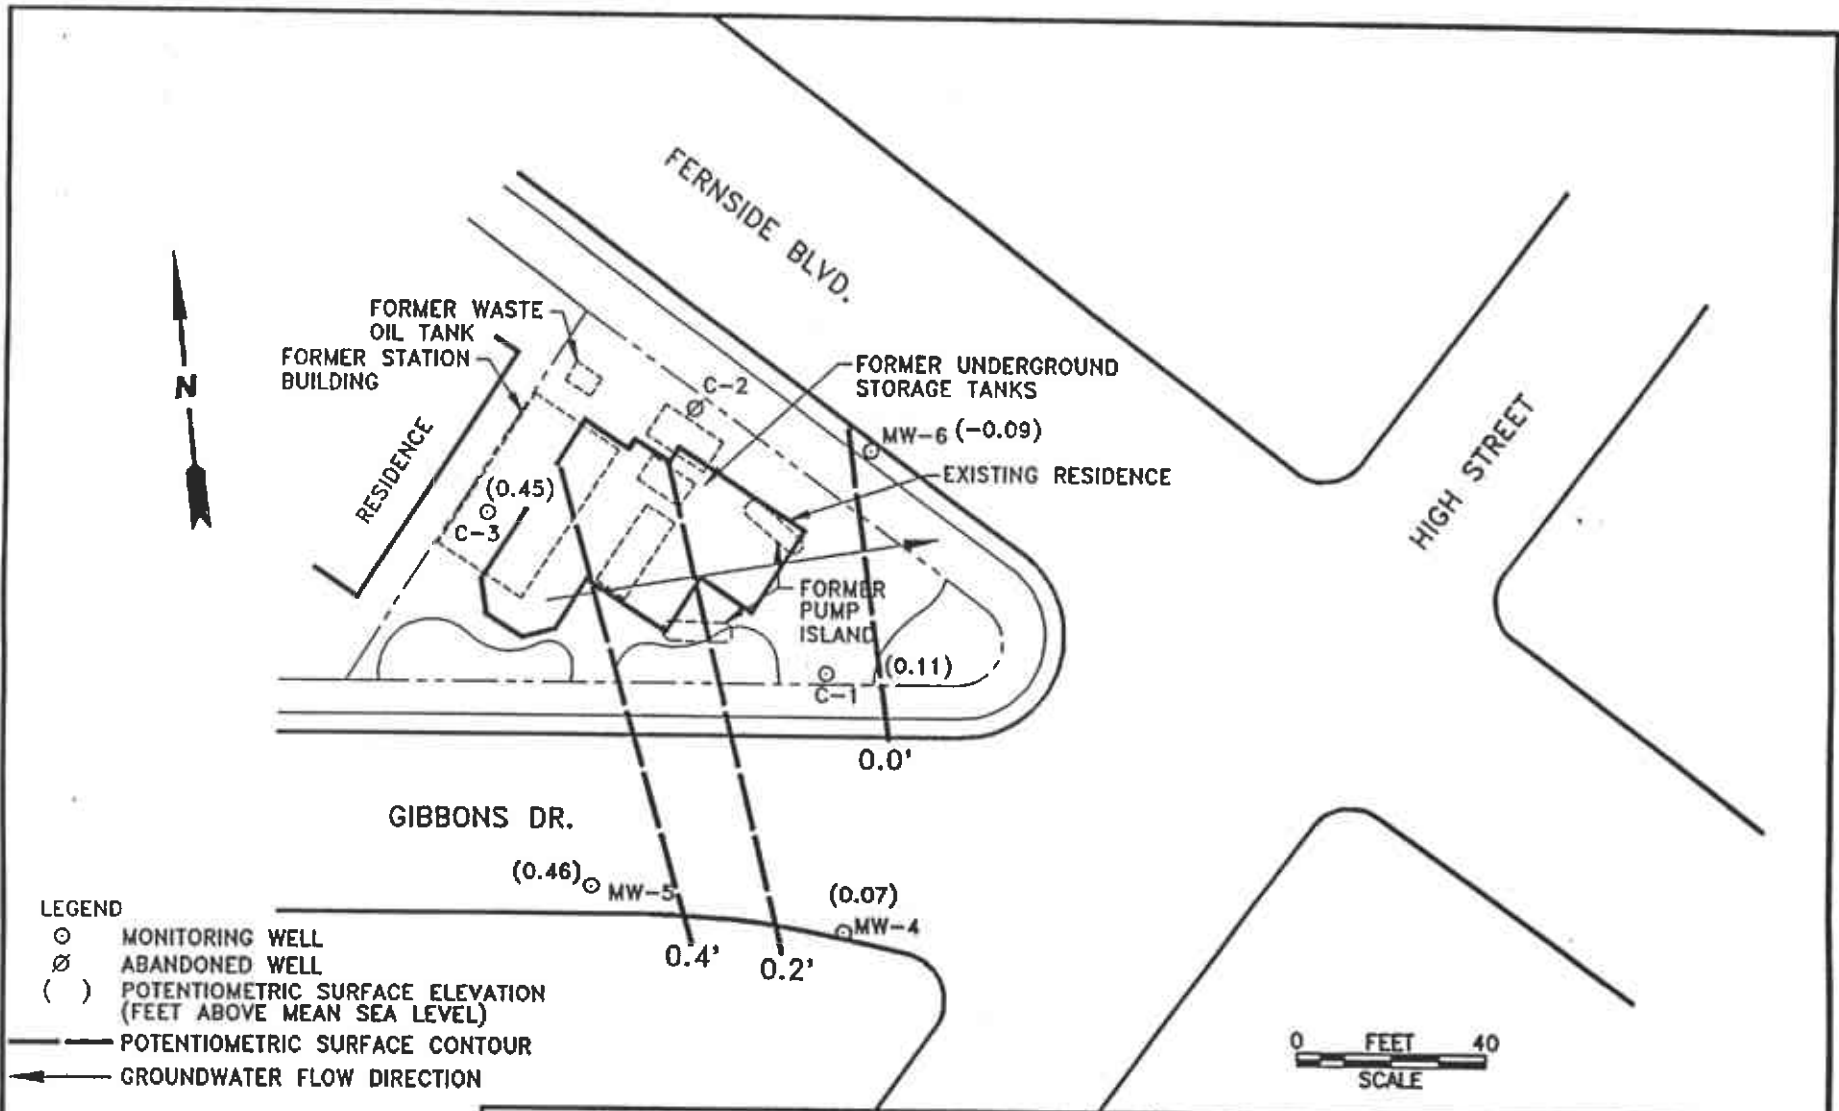 FERNSIDE BLVD.
FORMER WASTE
OIL TANK
FORMER STATION
BUILDING
N
RESIDENCE
C-2
FORMER UNDERGROUND
STORAGE TANKS
MW-6 (-0.09)
EXISTING RESIDENCE
HIGH STREET
(0.45)
C-3
FORMER
PUMP
ISLAND
(0.11)
C-1
0.0'
GIBBONS DR.
(0.46)
MW-5
(0.07)
MW-4
0.4'
0.2'
LEGEND
MONITORING WELL
ABANDONED WELL
( ) POTENTIOMETRIC SURFACE ELEVATION
(FEET ABOVE MEAN SEA LEVEL)
POTENTIOMETRIC SURFACE CONTOUR
GROUNDWATER FLOW DIRECTION
0 FEET 40
SCALE